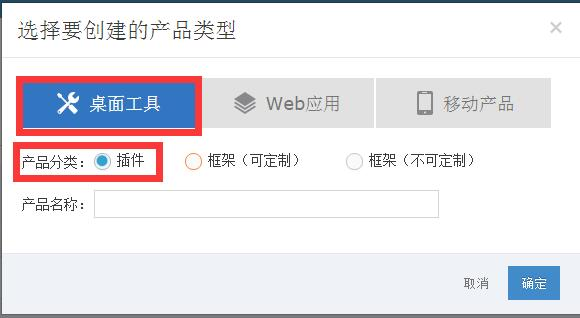 选择要创建的产品类型 ×
桌面工具 Web应用 移动产品
产品分类： 插件 框架（可定制） 框架（不可定制）
产品名称：
取消 确定